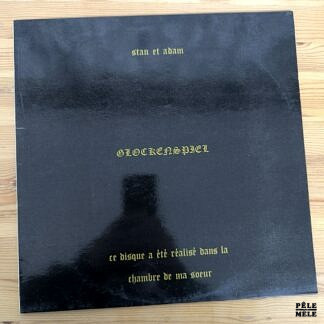 stan et adam
GLOCKENSPIEL
ce disque a été réalisé dans la
chambre de ma soeur
PÊLE
MÊLE